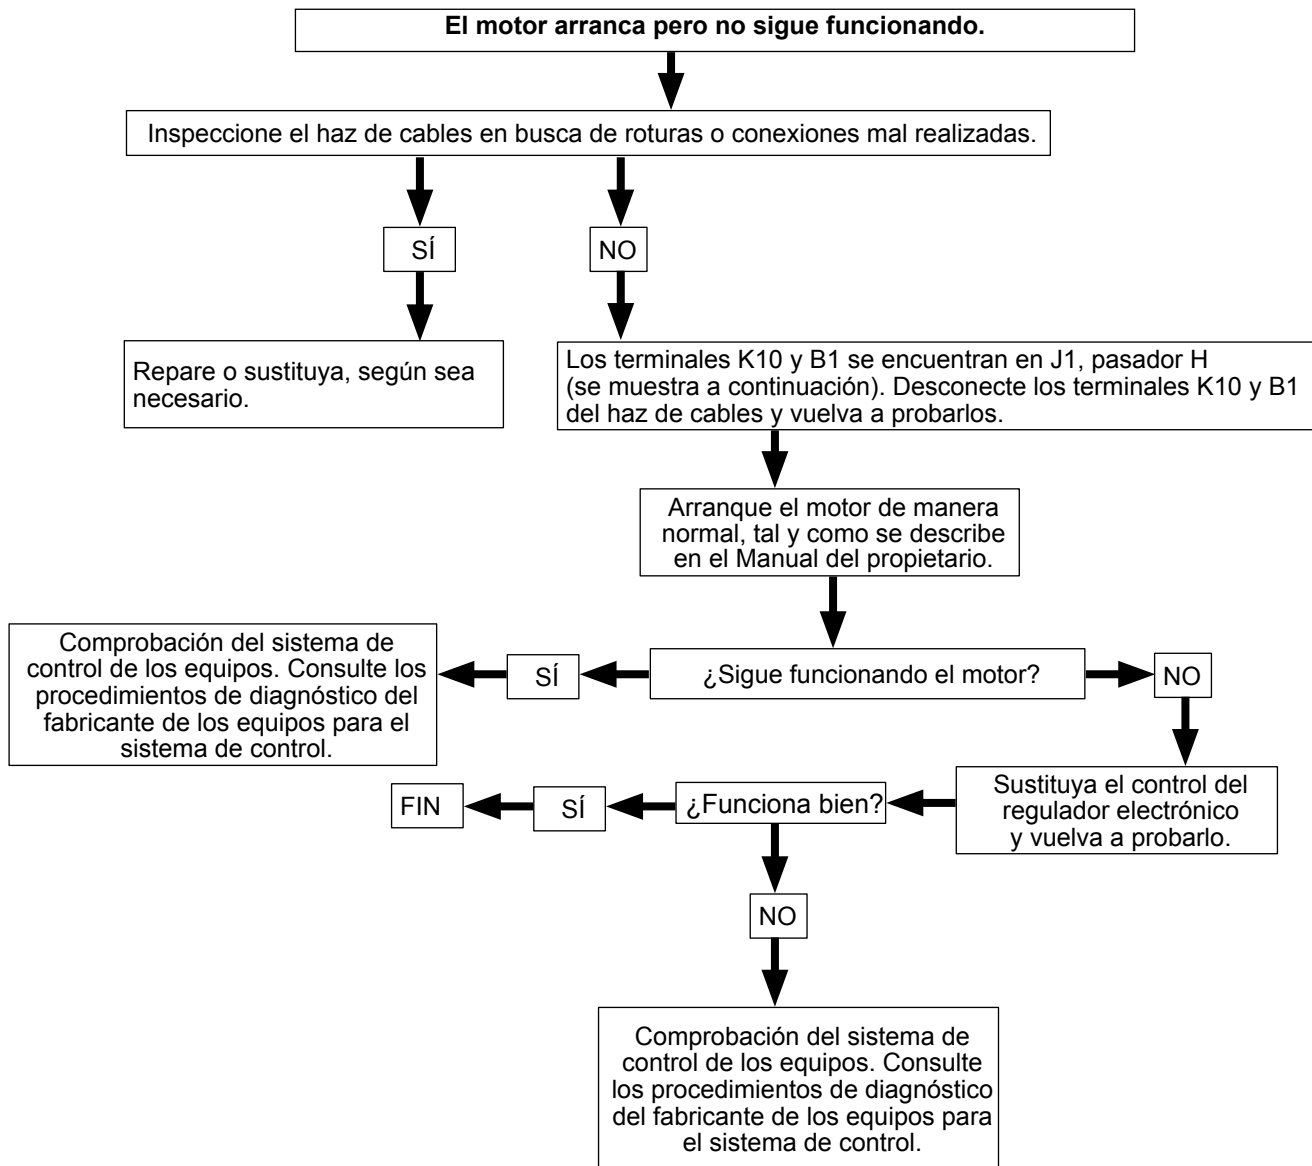 El motor arranca pero no sigue funcionando.
Inspeccione el haz de cables en busca de roturas o conexiones mal realizadas.
SÍ
NO
Repare o sustituya, según sea
necesario.
Los terminales K10 y B1 se encuentran en J1, pasador H
(se muestra a continuación). Desconecte los terminales K10 y B1
del haz de cables y vuelva a probarlos.
Arranque el motor de manera
normal, tal y como se describe
en el Manual del propietario.
Comprobación del sistema de
control de los equipos. Consulte los
procedimientos de diagnóstico del
fabricante de los equipos para el
sistema de control.
SÍ
¿Sigue funcionando el motor?
NO
FIN
SÍ
¿Funciona bien?
Sustituya el control del
regulador electrónico
y vuelva a probarlo.
NO
Comprobación del sistema de
control de los equipos. Consulte
los procedimientos de diagnóstico
del fabricante de los equipos para
el sistema de control.